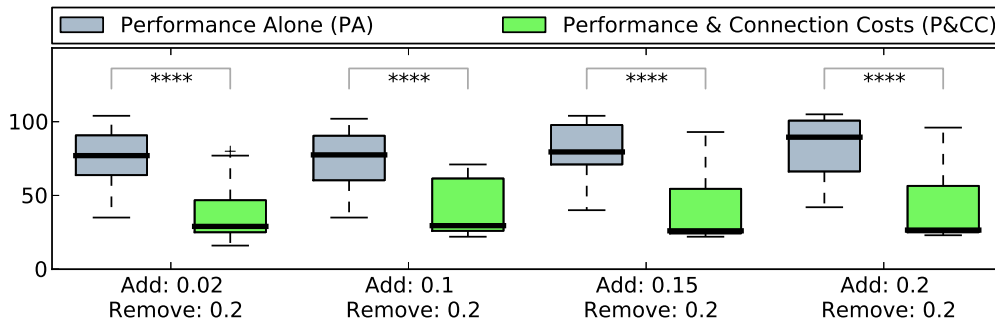 Performance Alone (PA) Performance & Connection Costs (P&CC)
**** **** **** ****
100
50
0
Add: 0.02 Add: 0.1 Add: 0.15 Add: 0.2
Remove: 0.2 Remove: 0.2 Remove: 0.2 Remove: 0.2